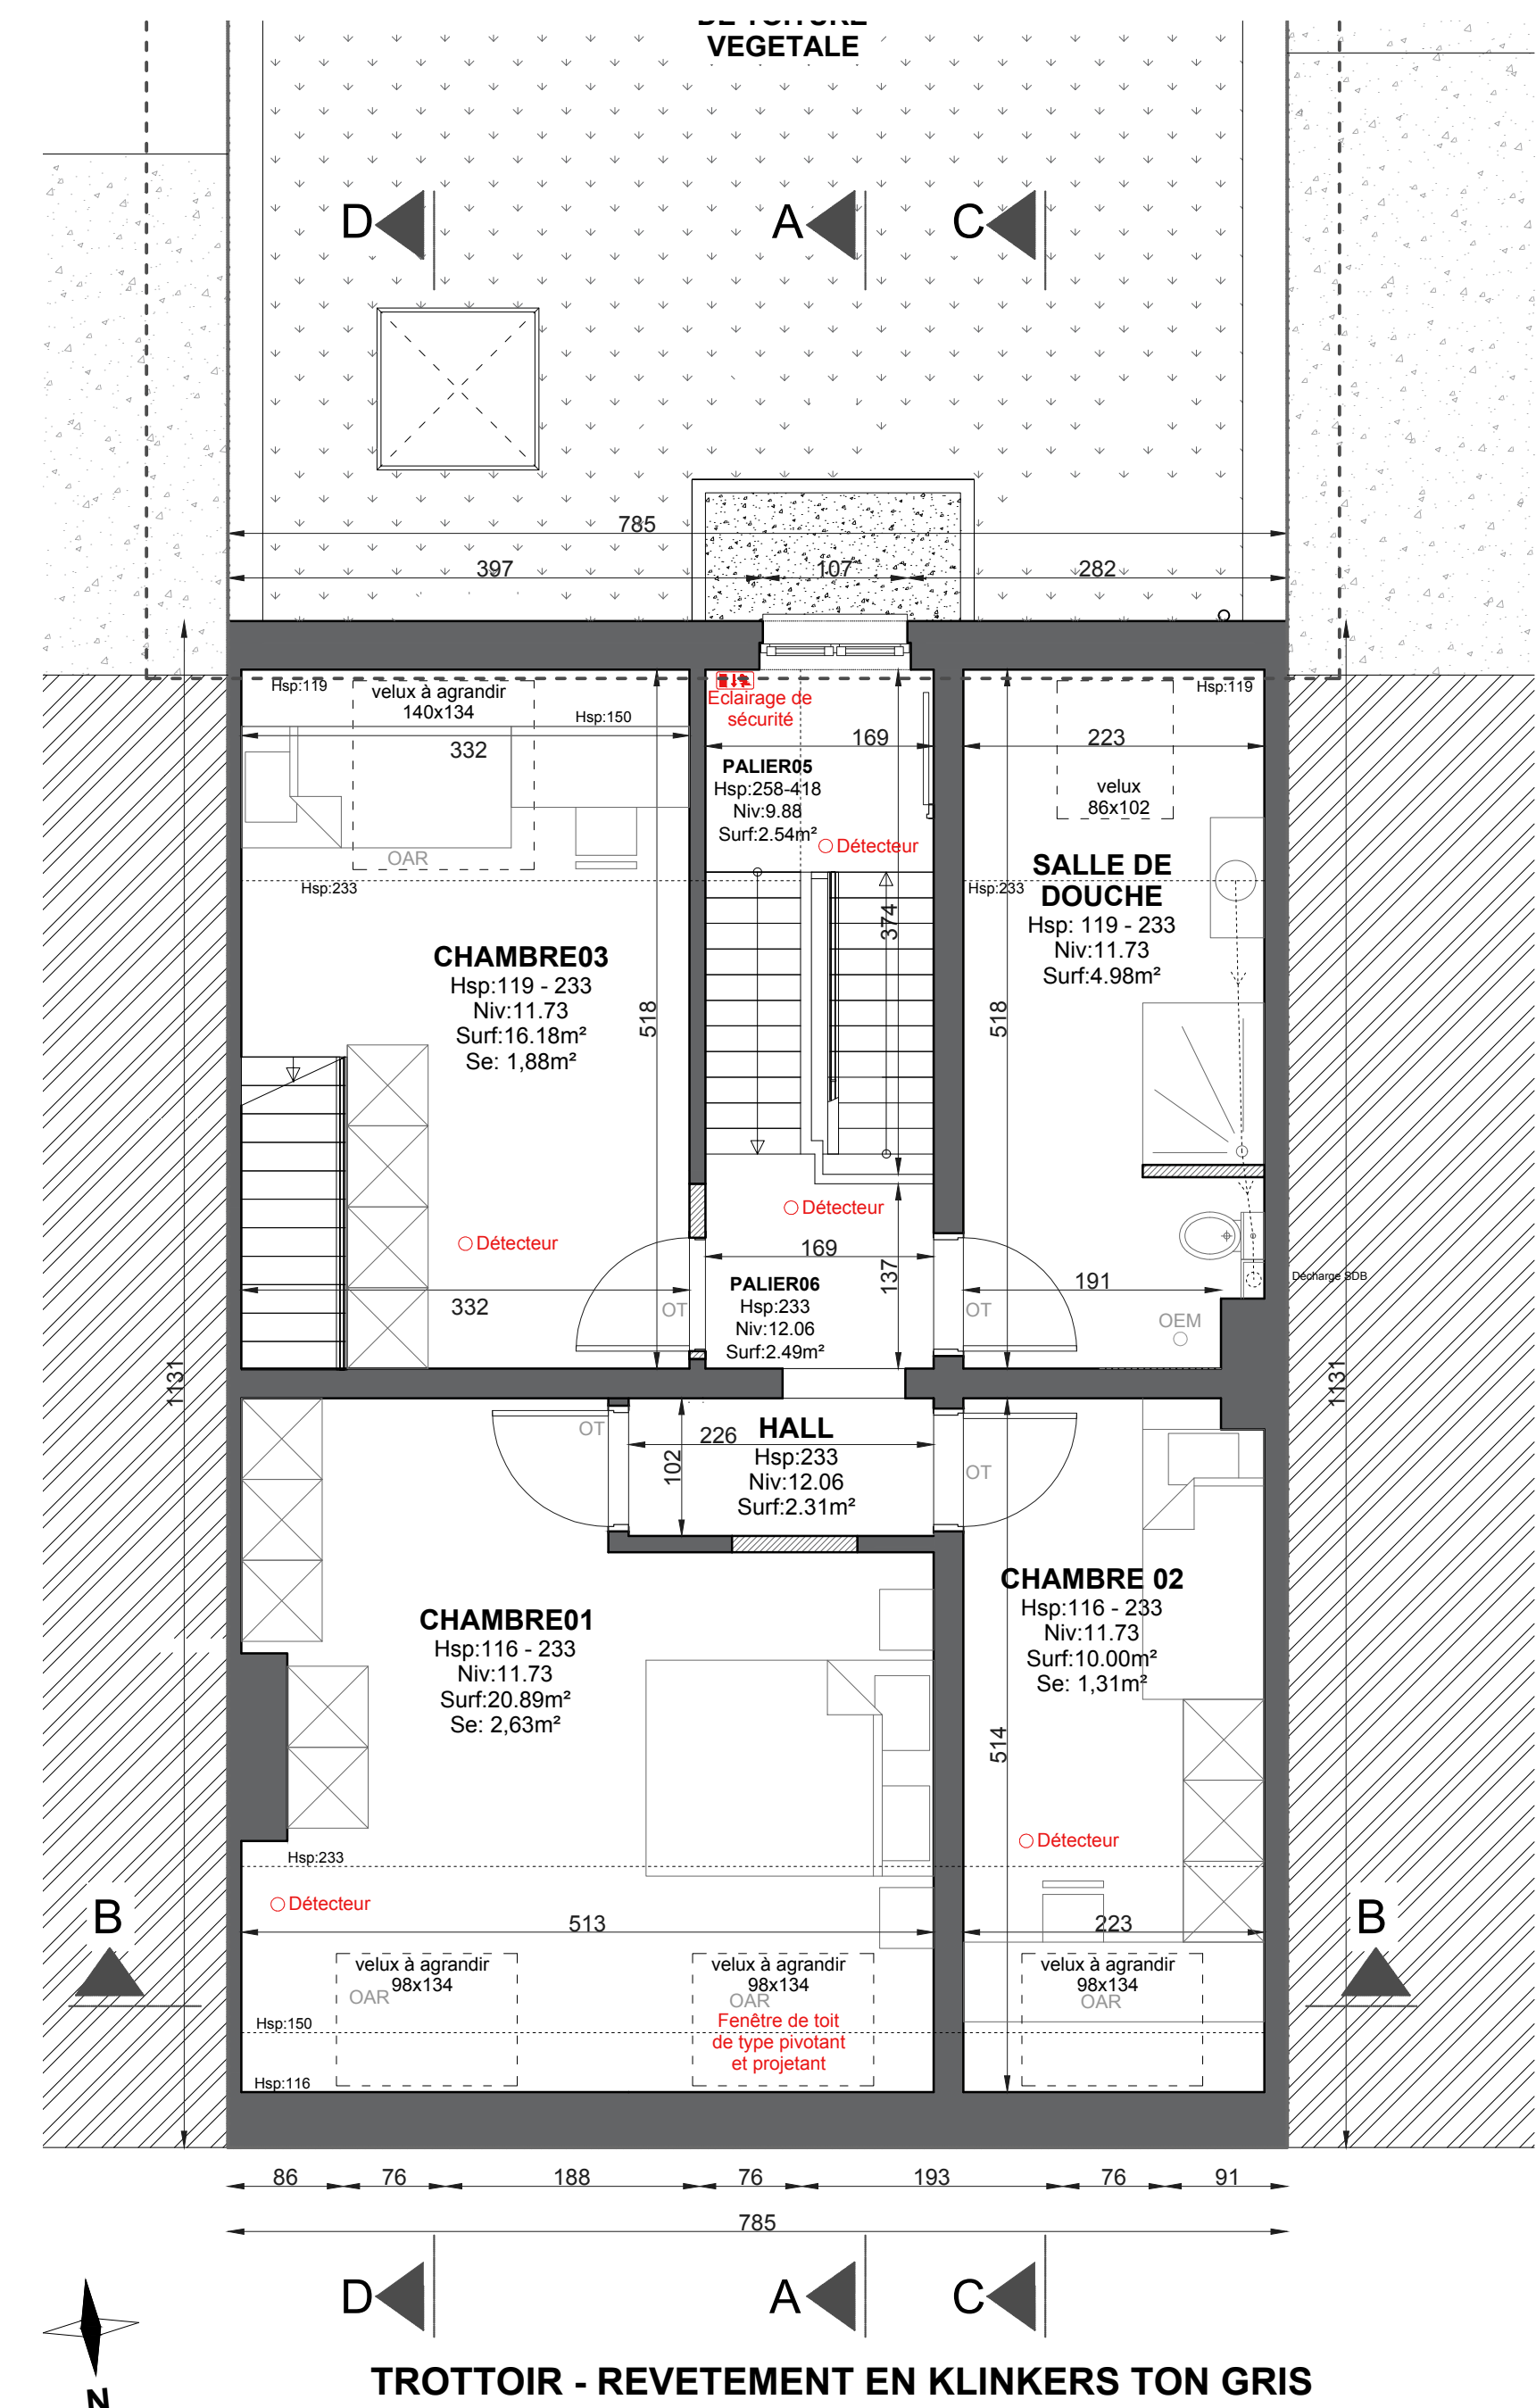 DE TOITURE
VEGETALE
D
A
C
785
397
107
282
Hsp:119
velux à agrandir
140x134
Hsp:150
332
OAR
Hsp:233
CHAMBRE03
Hsp:119 - 233
Niv:11.73
Surf:16.18m²
Se: 1,88m²
518
Détecteur
332
OT
Eclairage de
sécurité
169
PALIER05
Hsp:258-418
Niv:9.88
Surf:2.54m²
Détecteur
374
Détecteur
169
137
PALIER06
Hsp:233
Niv:12.06
Surf:2.49m²
Hsp:119
223
velux
86x102
SALLE DE
DOUCHE
Hsp:233
Hsp: 119 - 233
Niv:11.73
Surf:4.98m²
518
191
OT
OEM
Décharge SDB
1131
1131
OT
226
102
HALL
Hsp:233
Niv:12.06
Surf:2.31m²
OT
CHAMBRE01
Hsp:116 - 233
Niv:11.73
Surf:20.89m²
Se: 2,63m²
CHAMBRE 02
Hsp:116 - 233
Niv:11.73
Surf:10.00m²
Se: 1,31m²
514
Détecteur
Hsp:233
Détecteur
B
B
513
223
velux à agrandir
98x134
OAR
velux à agrandir
98x134
OAR
Fenêtre de toit
de type pivotant
et projetant
velux à agrandir
98x134
OAR
Hsp:150
Hsp:116
86
76
188
76
193
76
91
785
D
A
C
N
TROTTOIR - REVETEMENT EN KLINKERS TON GRIS